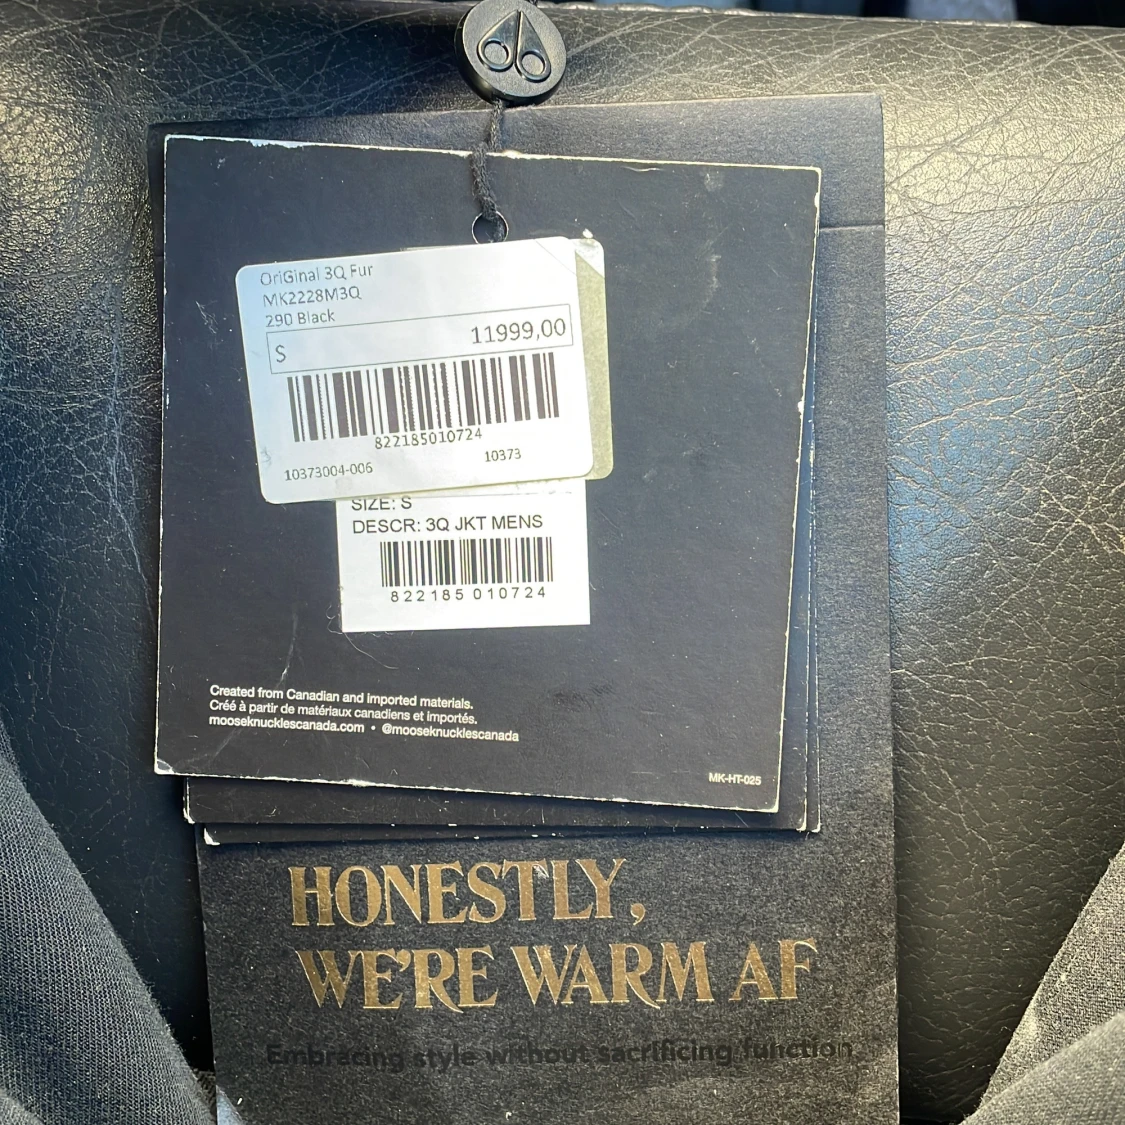 OriGinal 3Q Fur
MK2228M3Q
290 Black
S 11999,00
822185010724
10373004-006 10373
SIZE: S
DESCR: 3Q JKT MENS
822185 010724
Created from Canadian and imported materials.
Créé à partir de matériaux canadiens et importés.
mooseknucklescanada.com • @mooseknucklescanada
MK-HT-025
HONESTLY,
WE'RE WARM AF
Embracing style without sacrificing function